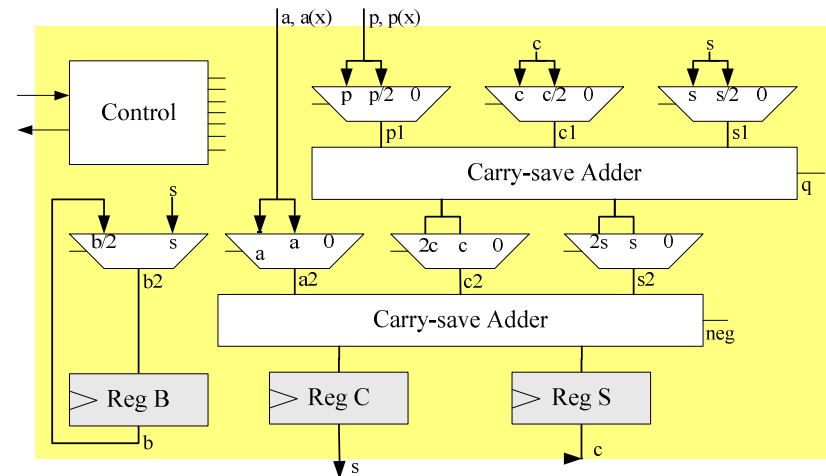 a, a(x)
p, p(x)
c
s
p p/2 0
c c/2 0
s s/2 0
Control
p1
c1
s1
Carry-save Adder
q
s
b/2 s
a a 0
2c c 0
2s s 0
b2
a2
c2
s2
Carry-save Adder
neg
Reg B
Reg C
Reg S
b
s
c